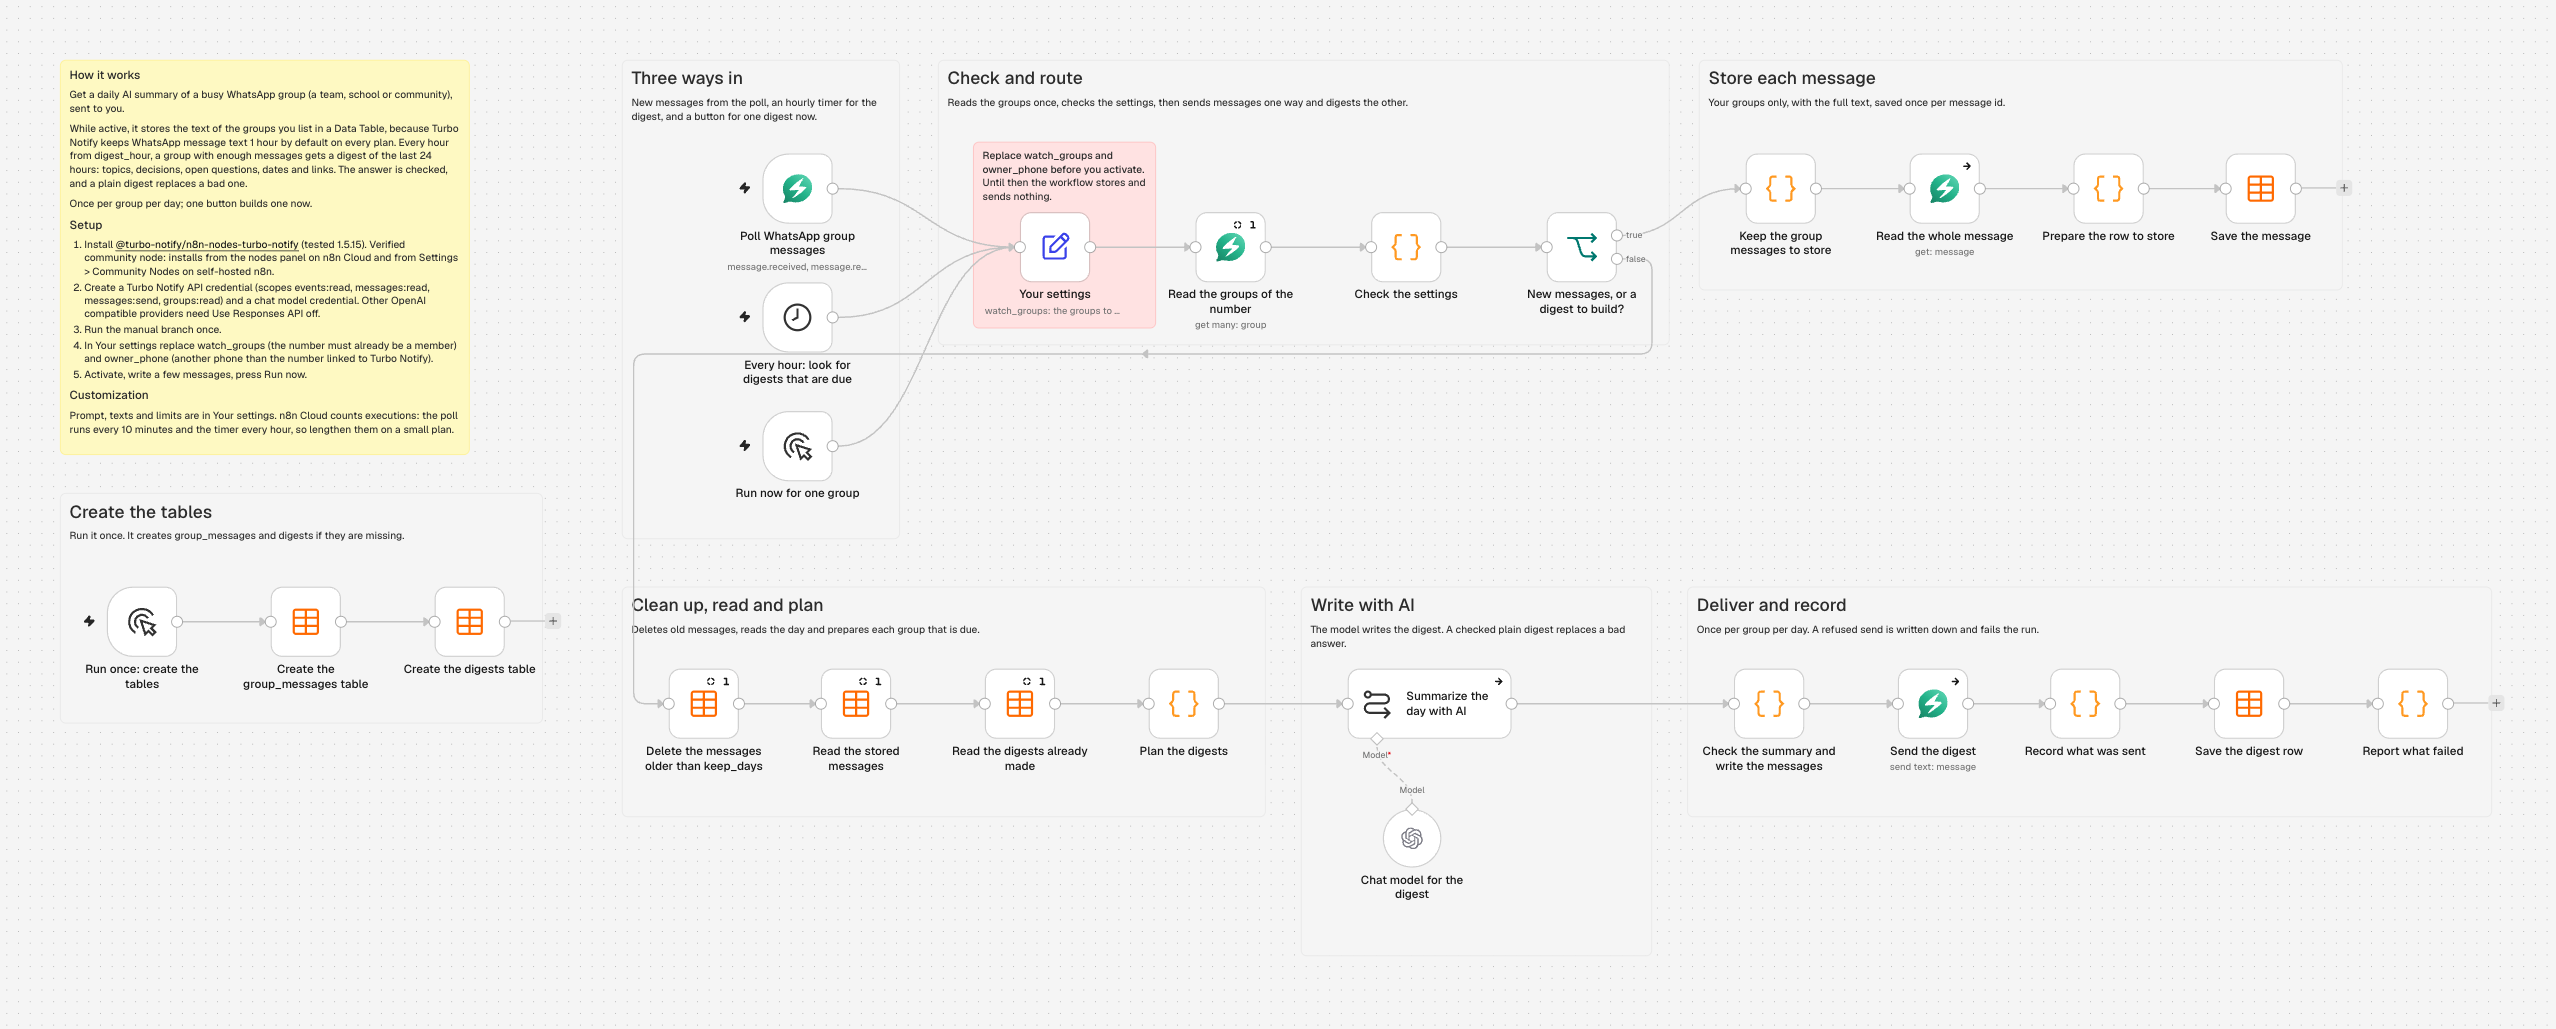 How it works
Get a daily AI summary of a busy WhatsApp group (a team, school or community),
sent to you.
While active, it stores the text of the groups you list in a Data Table, because Turbo
Notify keeps WhatsApp message text 1 hour by default on every plan. Every hour
from digest_hour, a group with enough messages gets a digest of the last 24
hours: topics, decisions, open questions, dates and links. The answer is checked,
and a plain digest replaces a bad one.
Once per group per day; one button builds one now.
Setup
1. Install @turbo-notify/n8n-nodes-turbo-notify (tested 1.5.15). Verified
community node: installs from the nodes panel on n8n Cloud and from Settings
> Community Nodes on self-hosted n8n.
2. Create a Turbo Notify API credential (scopes events:read, messages:read,
messages:send, groups:read) and a chat model credential. Other OpenAI
compatible providers need Use Responses API off.
3. Run the manual branch once.
4. In Your settings replace watch_groups (the number must already be a member)
and owner_phone (another phone than the number linked to Turbo Notify).
5. Activate, write a few messages, press Run now.
Customization
Prompt, texts and limits are in Your settings. n8n Cloud counts executions: the poll
runs every 10 minutes and the timer every hour, so lengthen them on a small plan.
Three ways in
New messages from the poll, an hourly timer for the
digest, and a button for one digest now.
Poll WhatsApp group
messages
message.received, message.re...
Every hour: look for
digests that are due
Run now for one group
Check and route
Reads the groups once, checks the settings, then sends messages one way and digests the other.
Replace watch_groups and
owner_phone before you activate.
Until then the workflow stores and
sends nothing.
Your settings
watch_groups: the groups to ...
1
Read the groups of the
number
get many: group
Check the settings
true
false
New messages, or a
digest to build?
Store each message
Your groups only, with the full text, saved once per message id.
Keep the group
messages to store
Read the whole message
get: message
Prepare the row to store
Save the message
Create the tables
Run it once. It creates group_messages and digests if they are missing.
Run once: create the
tables
Create the
group_messages table
Create the digests table
Clean up, read and plan
Deletes old messages, reads the day and prepares each group that is due.
1
Delete the messages
older than keep_days
1
Read the stored
messages
1
Read the digests already
made
Plan the digests
Write with AI
The model writes the digest. A checked plain digest replaces a bad
answer.
Summarize the
day with AI
Model*
Model
Chat model for the
digest
Deliver and record
Once per group per day. A refused send is written down and fails the run.
Check the summary and
write the messages
Send the digest
send text: message
Record what was sent
Save the digest row
Report what failed